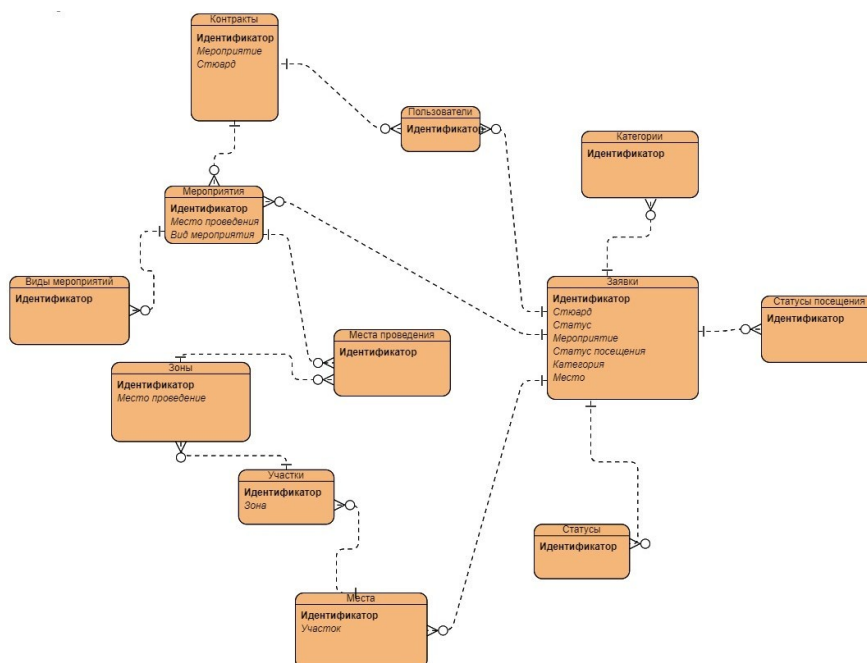 Контракты
Идентификатор
Мероприятие
Стюард
Пользователи
Идентификатор
Категории
Идентификатор
Мероприятия
Идентификатор
Место проведения
Вид мероприятия
Виды мероприятий
Идентификатор
Места проведения
Идентификатор
Заявки
Идентификатор
Стюард
Статус
Мероприятие
Статус посещения
Категория
Место
Статусы посещения
Идентификатор
Зоны
Идентификатор
Место проведение
Участки
Идентификатор
Зона
Статусы
Идентификатор
Места
Идентификатор
Участок